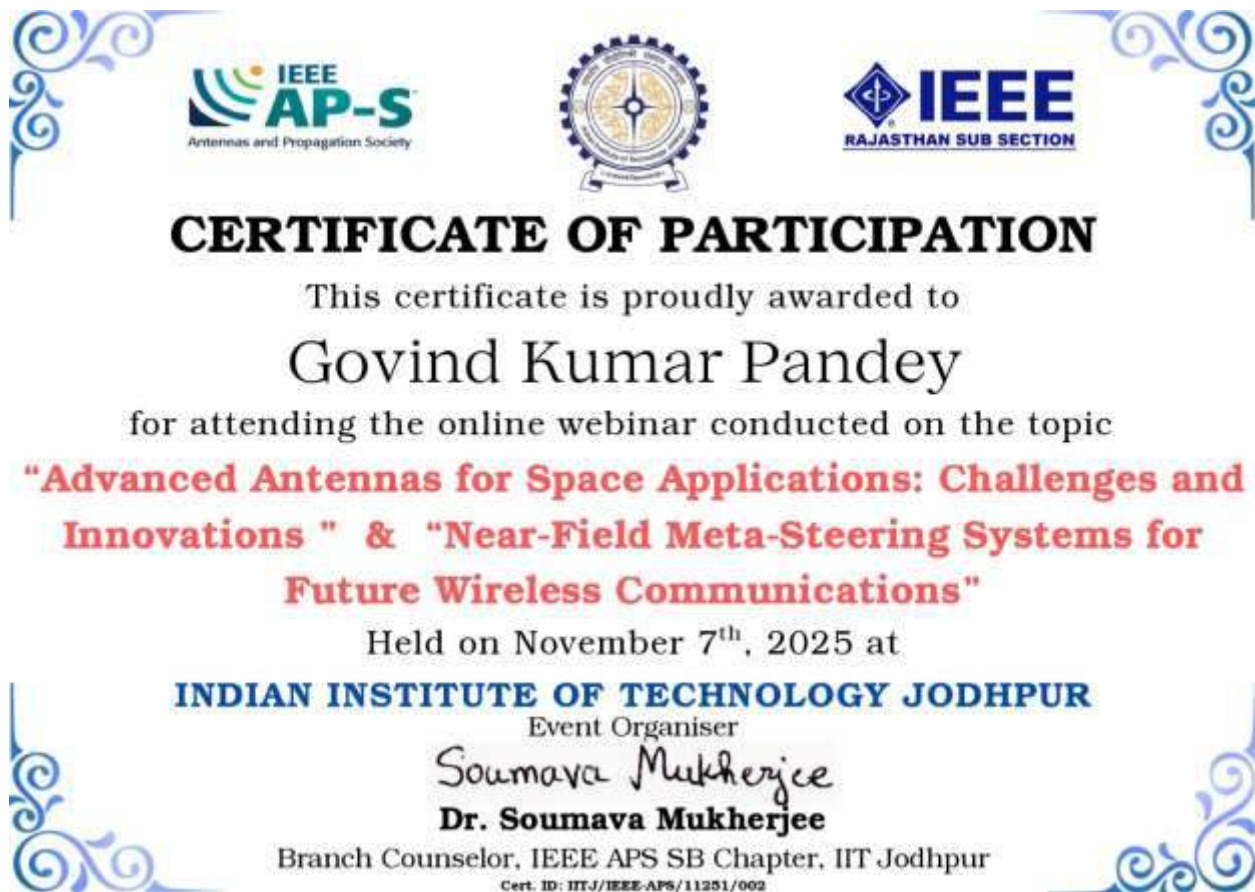 IEEE
AP-S
Antennas and Propagation Society
IEEE
RAJASTHAN SUB SECTION
CERTIFICATE OF PARTICIPATION
This certificate is proudly awarded to
Govind Kumar Pandey
for attending the online webinar conducted on the topic
“Advanced Antennas for Space Applications: Challenges and
Innovations ” & “Near-Field Meta-Steering Systems for
Future Wireless Communications”
Held on November 7th, 2025 at
INDIAN INSTITUTE OF TECHNOLOGY JODHPUR
Event Organiser
Soumava Mukherjee
Dr. Soumava Mukherjee
Branch Counselor, IEEE APS SB Chapter, IIT Jodhpur
Cert. ID: IITJ/IEEE-APS/11251/002